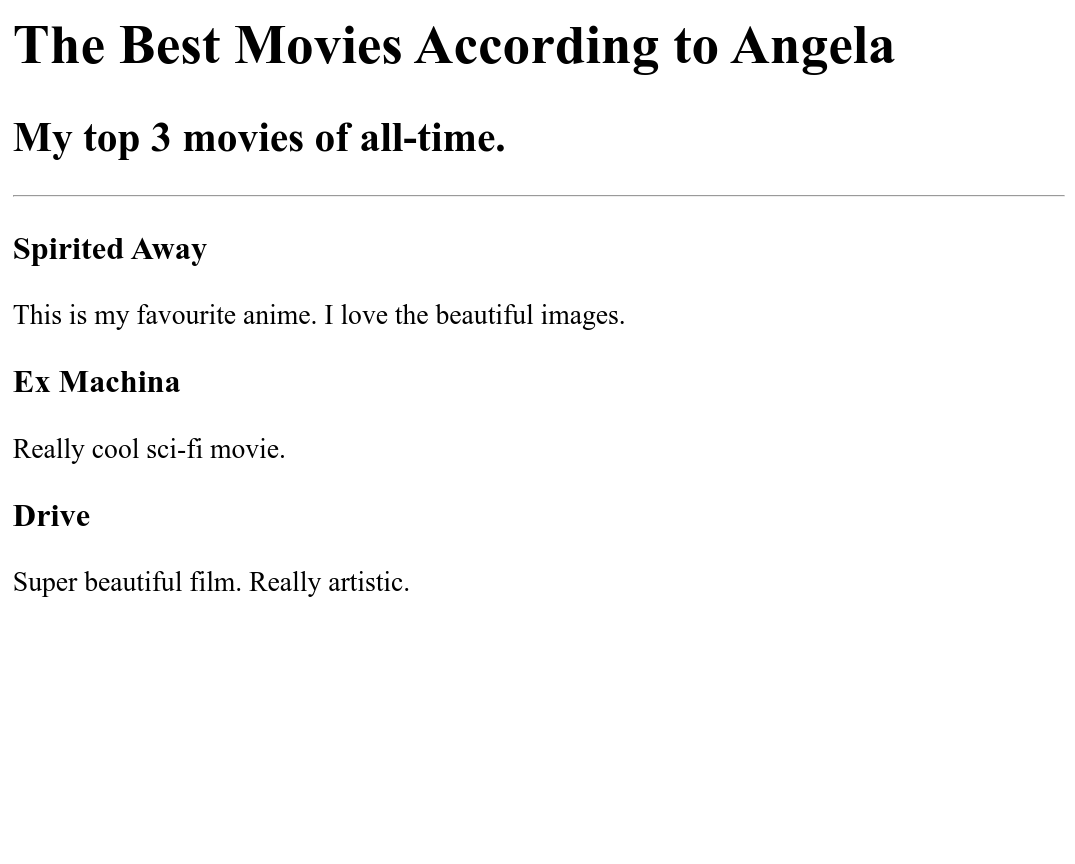 The Best Movies According to Angela
My top 3 movies of all-time.
Spirited Away
This is my favourite anime. I love the beautiful images.
Ex Machina
Really cool sci-fi movie.
Drive
Super beautiful film. Really artistic.